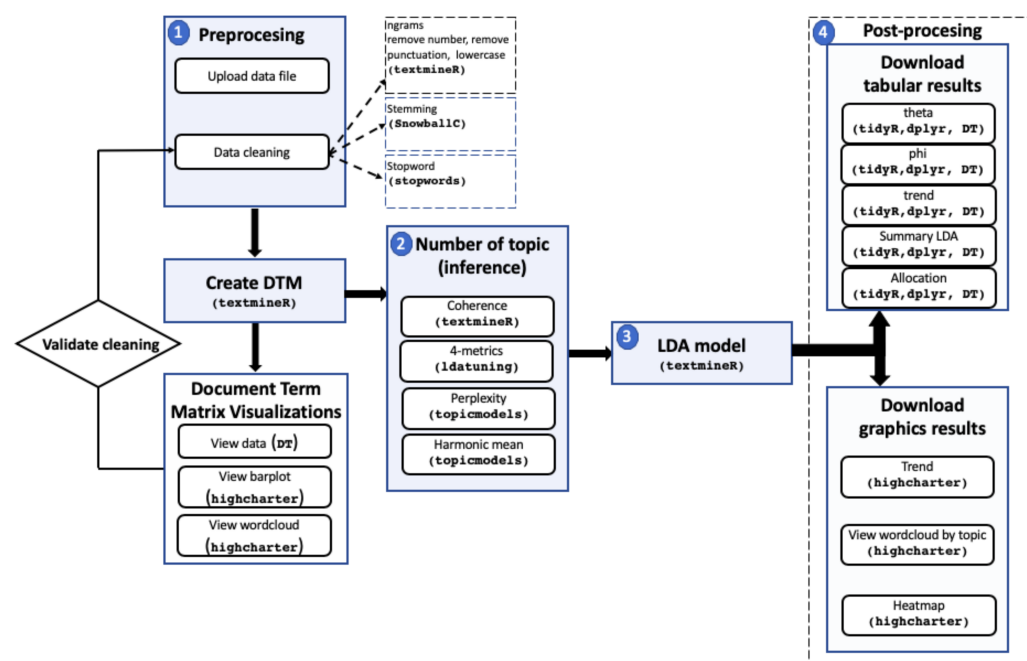 1 Preprocesing
Upload data file
Data cleaning
Ingrams
remove number, remove
punctuation, lowercase
(textmineR)
Stemming
(SnowballC)
Stopword
(stopwords)
Create DTM
(textmineR)
Validate cleaning
Document Term
Matrix Visualizations
View data (DT)
View barplot
(highcharter)
View wordcloud
(highcharter)
2 Number of topic
(inference)
Coherence
(textmineR)
4-metrics
(ldatuning)
Perplexity
(topicmodels)
Harmonic mean
(topicmodels)
3 LDA model
(textmineR)
4 Post-procesing
Download
tabular results
theta
(tidyR,dplyr, DT)
phi
(tidyR,dplyr, DT)
trend
(tidyR,dplyr, DT)
Summary LDA
(tidyR,dplyr, DT)
Allocation
(tidyR,dplyr, DT)
Download
graphics results
Trend
(highcharter)
View wordcloud by topic
(highcharter)
Heatmap
(highcharter)